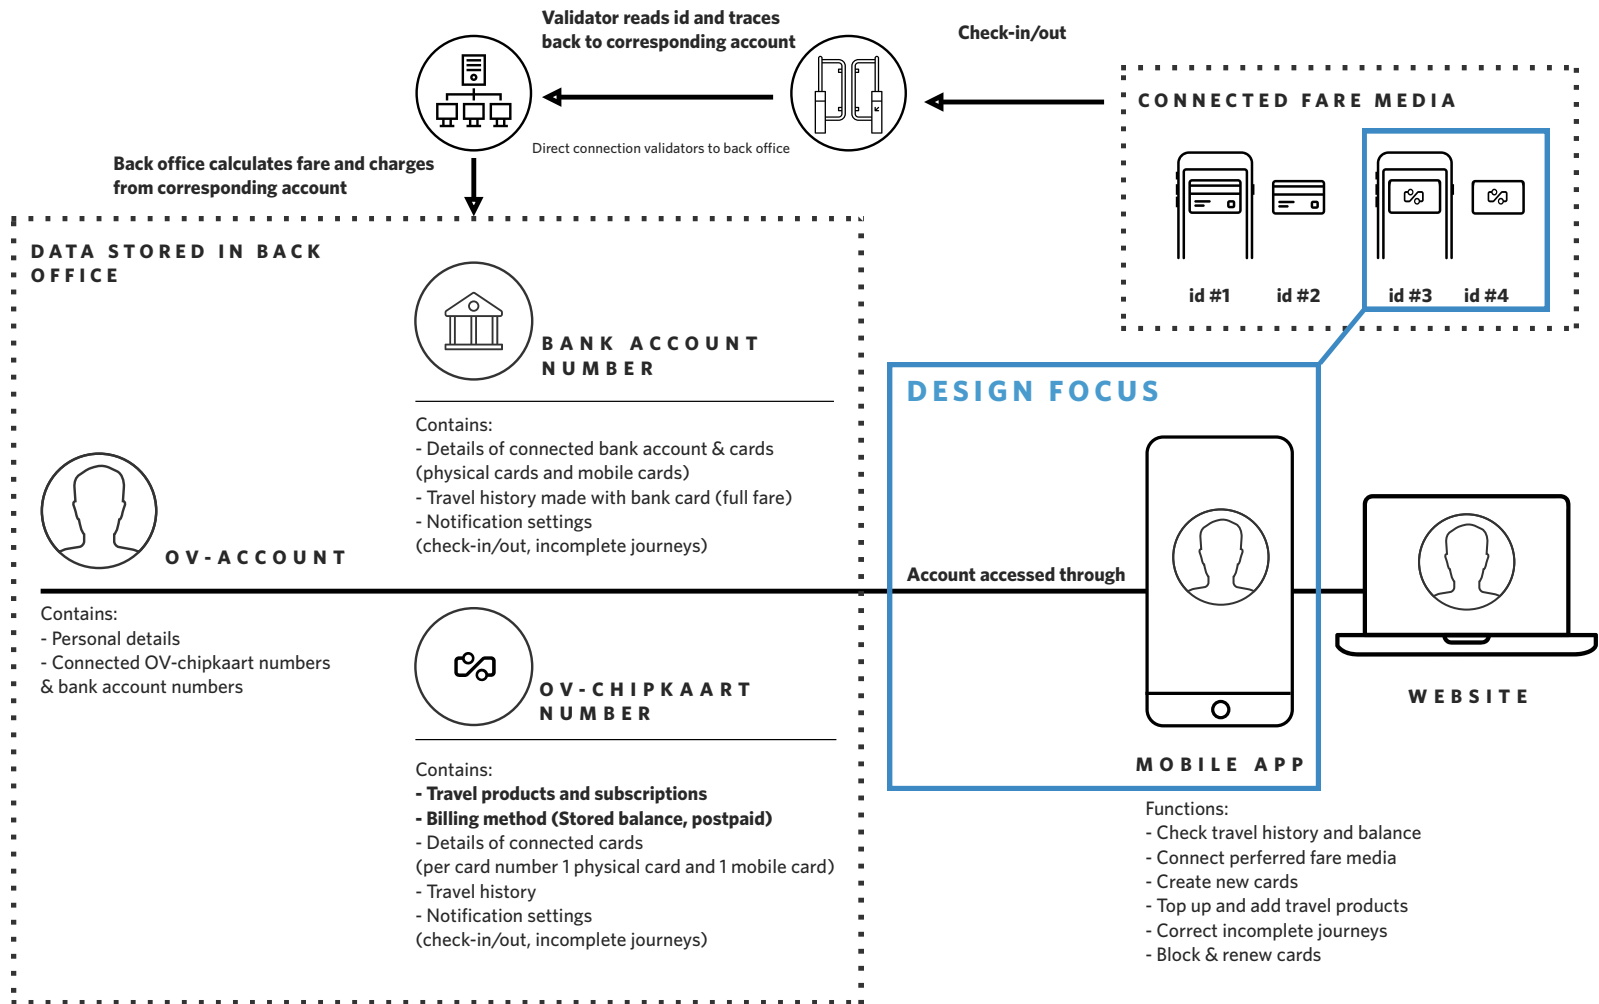 Validator reads id and traces
back to corresponding account
Check-in/out
CONNECTED FARE MEDIA
Direct connection validators to back office
Back office calculates fare and charges
from corresponding account
id #1
id #2
id #3
id #4
DATA STORED IN BACK
OFFICE
BANK ACCOUNT
NUMBER
Contains:
- Details of connected bank account & cards
(physical cards and mobile cards)
- Travel history made with bank card (full fare)
- Notification settings
(check-in/out, incomplete journeys)
OV-ACCOUNT
Contains:
- Personal details
- Connected OV-chipkaart numbers
& bank account numbers
OV-CHIPKAART
NUMBER
Contains:
- Travel products and subscriptions
- Billing method (Stored balance, postpaid)
- Details of connected cards
(per card number 1 physical card and 1 mobile card)
- Travel history
- Notification settings
(check-in/out, incomplete journeys)
DESIGN FOCUS
Account accessed through
MOBILE APP
Functions:
- Check travel history and balance
- Connect perferred fare media
- Create new cards
- Top up and add travel products
- Correct incomplete journeys
- Block & renew cards
WEBSITE